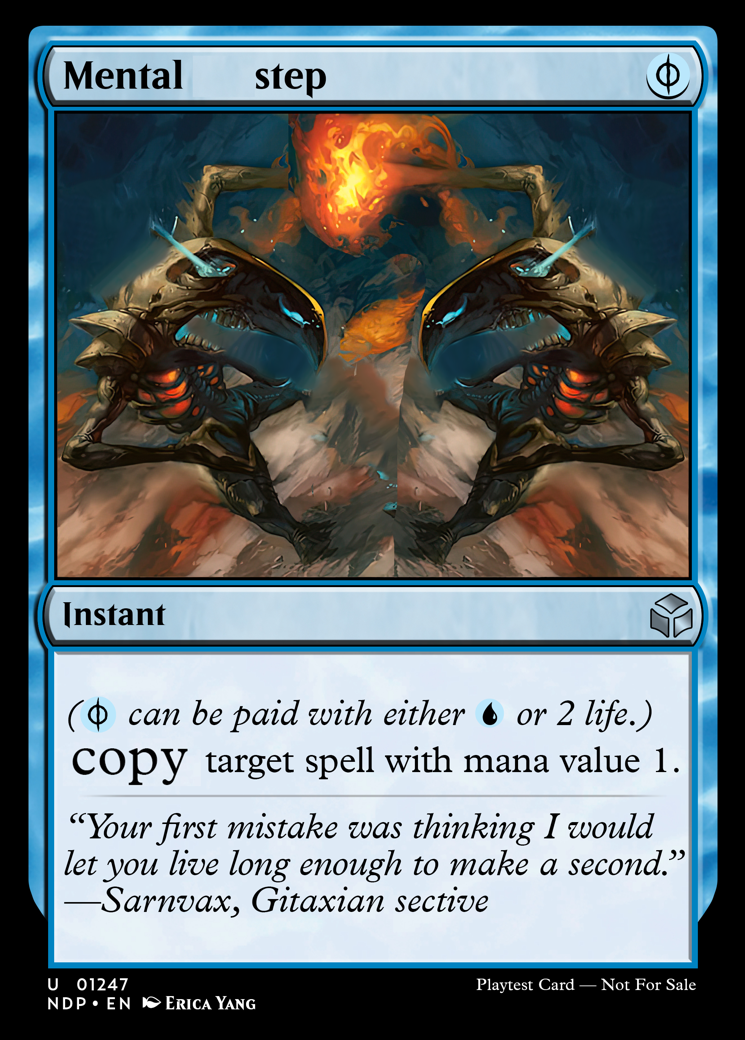 Mental step
Instant
(Φ can be paid with either 💧 or 2 life.)
copy target spell with mana value 1.
“Your first mistake was thinking I would
let you live long enough to make a second.”
—Sarnvax, Gitaxian sective
U 01247
NDP • EN Erica Yang
Playtest Card — Not For Sale